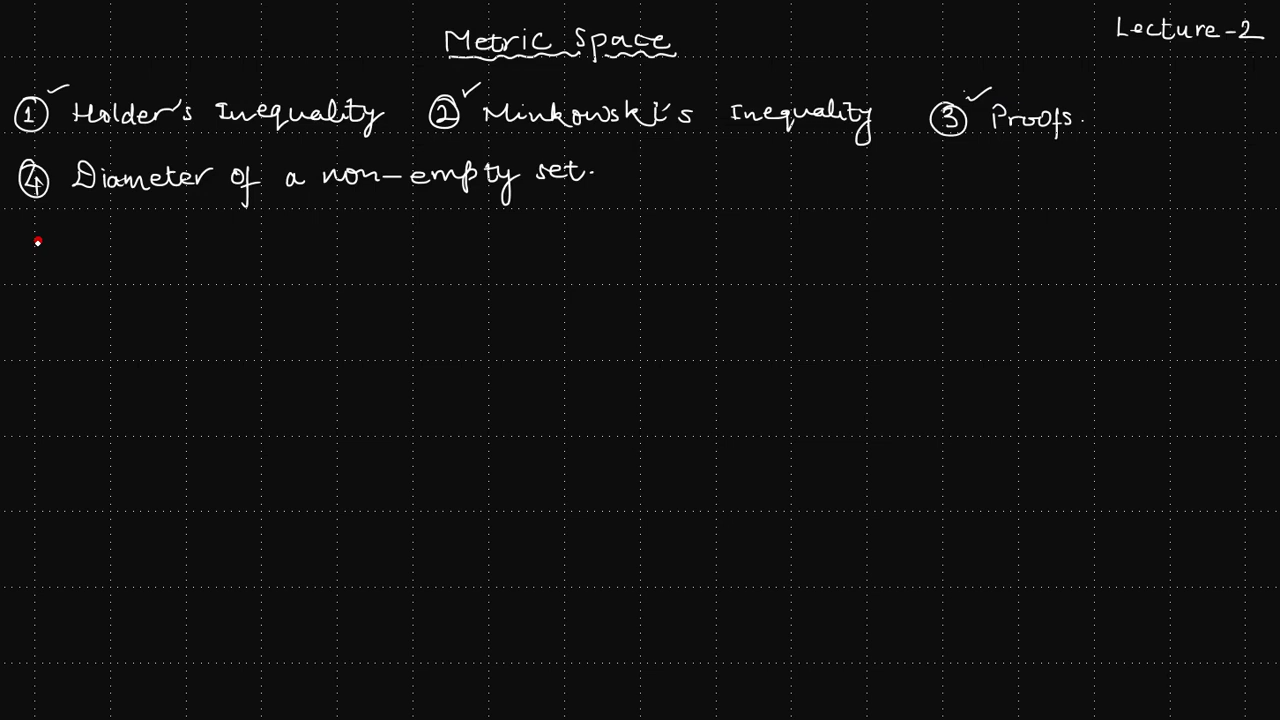 Metric Space
Lecture-2
① Holder's Inequality ② Minkowski's Inequality ③ Proofs.
④ Diameter of a non-empty set.